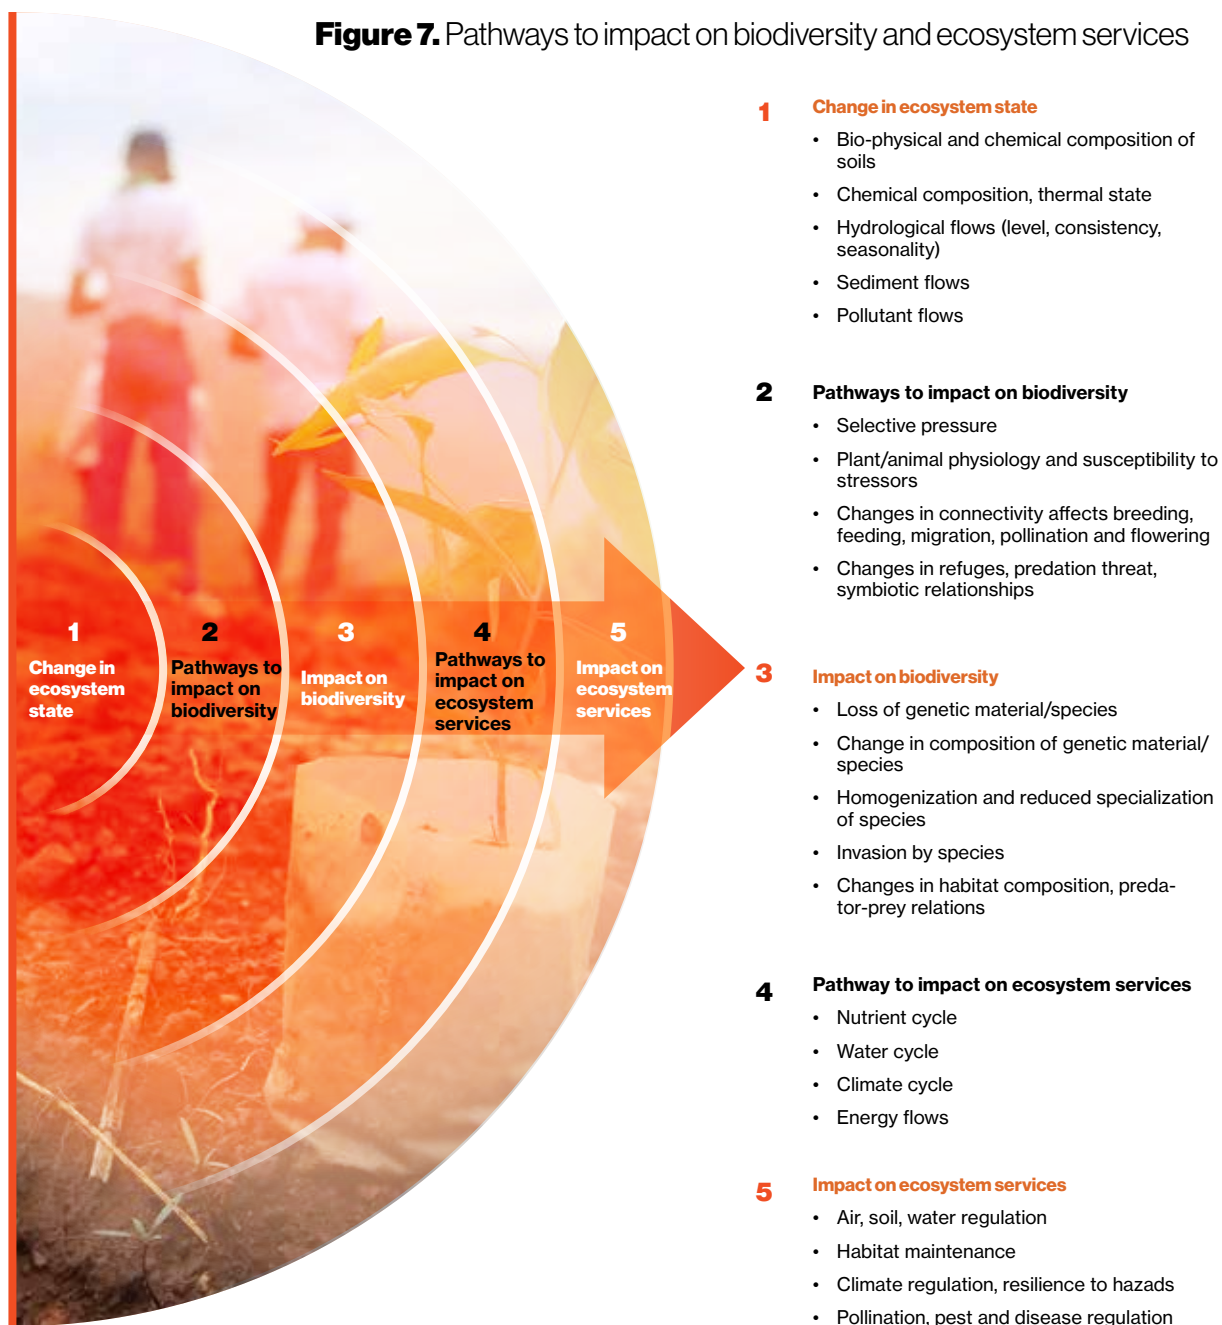 Figure 7. Pathways to impact on biodiversity and ecosystem services
1
Change in
ecosystem
state
2
Pathways to
impact on
biodiversity
3
Impact on
biodiversity
4
Pathways to
impact on
ecosystem
services
5
Impact on
ecosystem
services
1 Change in ecosystem state
• Bio-physical and chemical composition of
soils
• Chemical composition, thermal state
• Hydrological flows (level, consistency,
seasonality)
• Sediment flows
• Pollutant flows
2 Pathways to impact on biodiversity
• Selective pressure
• Plant/animal physiology and susceptibility to
stressors
• Changes in connectivity affects breeding,
feeding, migration, pollination and flowering
• Changes in refuges, predation threat,
symbiotic relationships
3 Impact on biodiversity
• Loss of genetic material/species
• Change in composition of genetic material/
species
• Homogenization and reduced specialization
of species
• Invasion by species
• Changes in habitat composition, preda-
tor-prey relations
4 Pathway to impact on ecosystem services
• Nutrient cycle
• Water cycle
• Climate cycle
• Energy flows
5 Impact on ecosystem services
• Air, soil, water regulation
• Habitat maintenance
• Climate regulation, resilience to hazads
• Pollination, pest and disease regulation